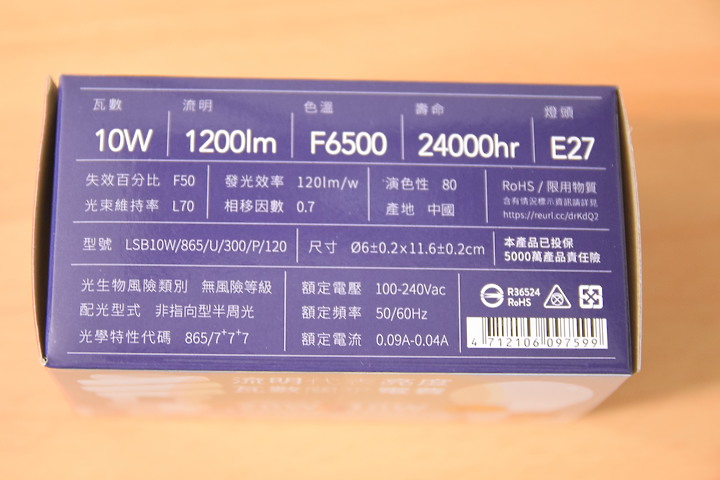 瓦數 流明 色溫 壽命 燈頭
10W 1200lm F6500 24000hr E27
失效百分比 F50 發光效率 120lm/w 演色性 80 RoHS / 限用物質
含有情況標示資訊請詳見
光束維持率 L70 相移因數 0.7 產地 中國 https://reurl.cc/drKdQ2
型號 LSB10W/865/U/300/P/120 尺寸 Ø6±0.2×11.6±0.2cm 本產品已投保
5000萬產品責任險
光生物風險類別 無風險等級 額定電壓 100-240Vac R36524
RoHS
配光型式 非指向型半周光 額定頻率 50/60Hz
光學特性代碼 865/7⁺7⁺7 額定電流 0.09A-0.04A 4 712106 097599
流明 亮度
瓦數